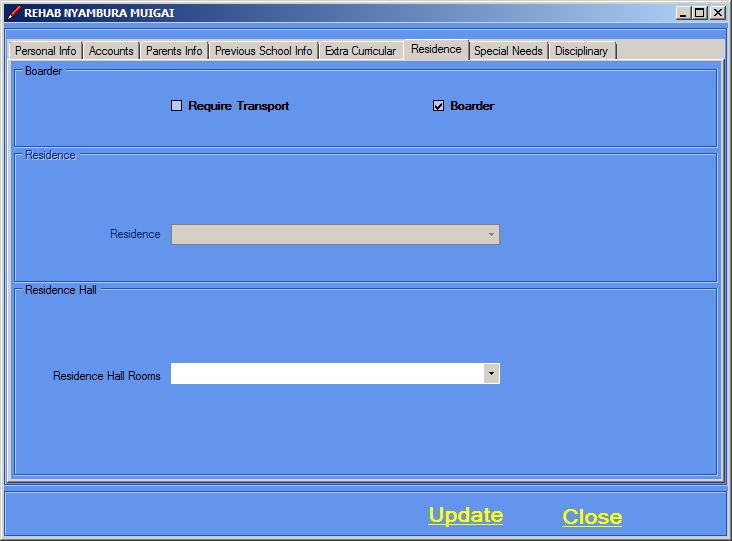 REHAB NYAMBURA MUIGAI
Personal Info Accounts Parents Info Previous School Info Extra Curricular Residence Special Needs Disciplinary
Boarder
Require Transport Boarder
Residence
Residence
Residence Hall
Residence Hall Rooms
Update Close